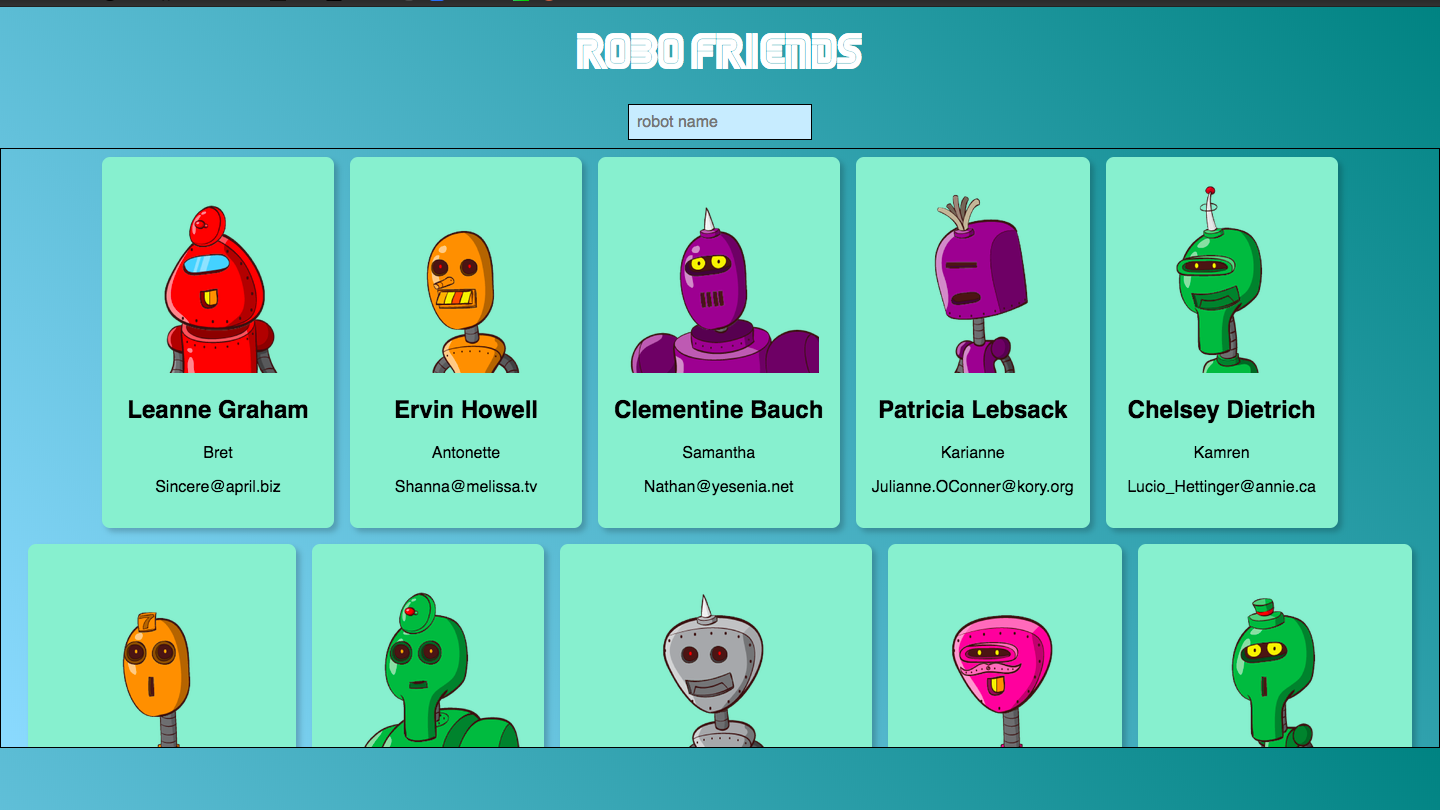 ROBO FRIENDS
robot name
Leanne Graham
Bret
Sincere@april.biz
Ervin Howell
Antonette
Shanna@melissa.tv
Clementine Bauch
Samantha
Nathan@yesenia.net
Patricia Lebsack
Karianne
Julianne.OConner@kory.org
Chelsey Dietrich
Kamren
Lucio_Hettinger@annie.ca
7